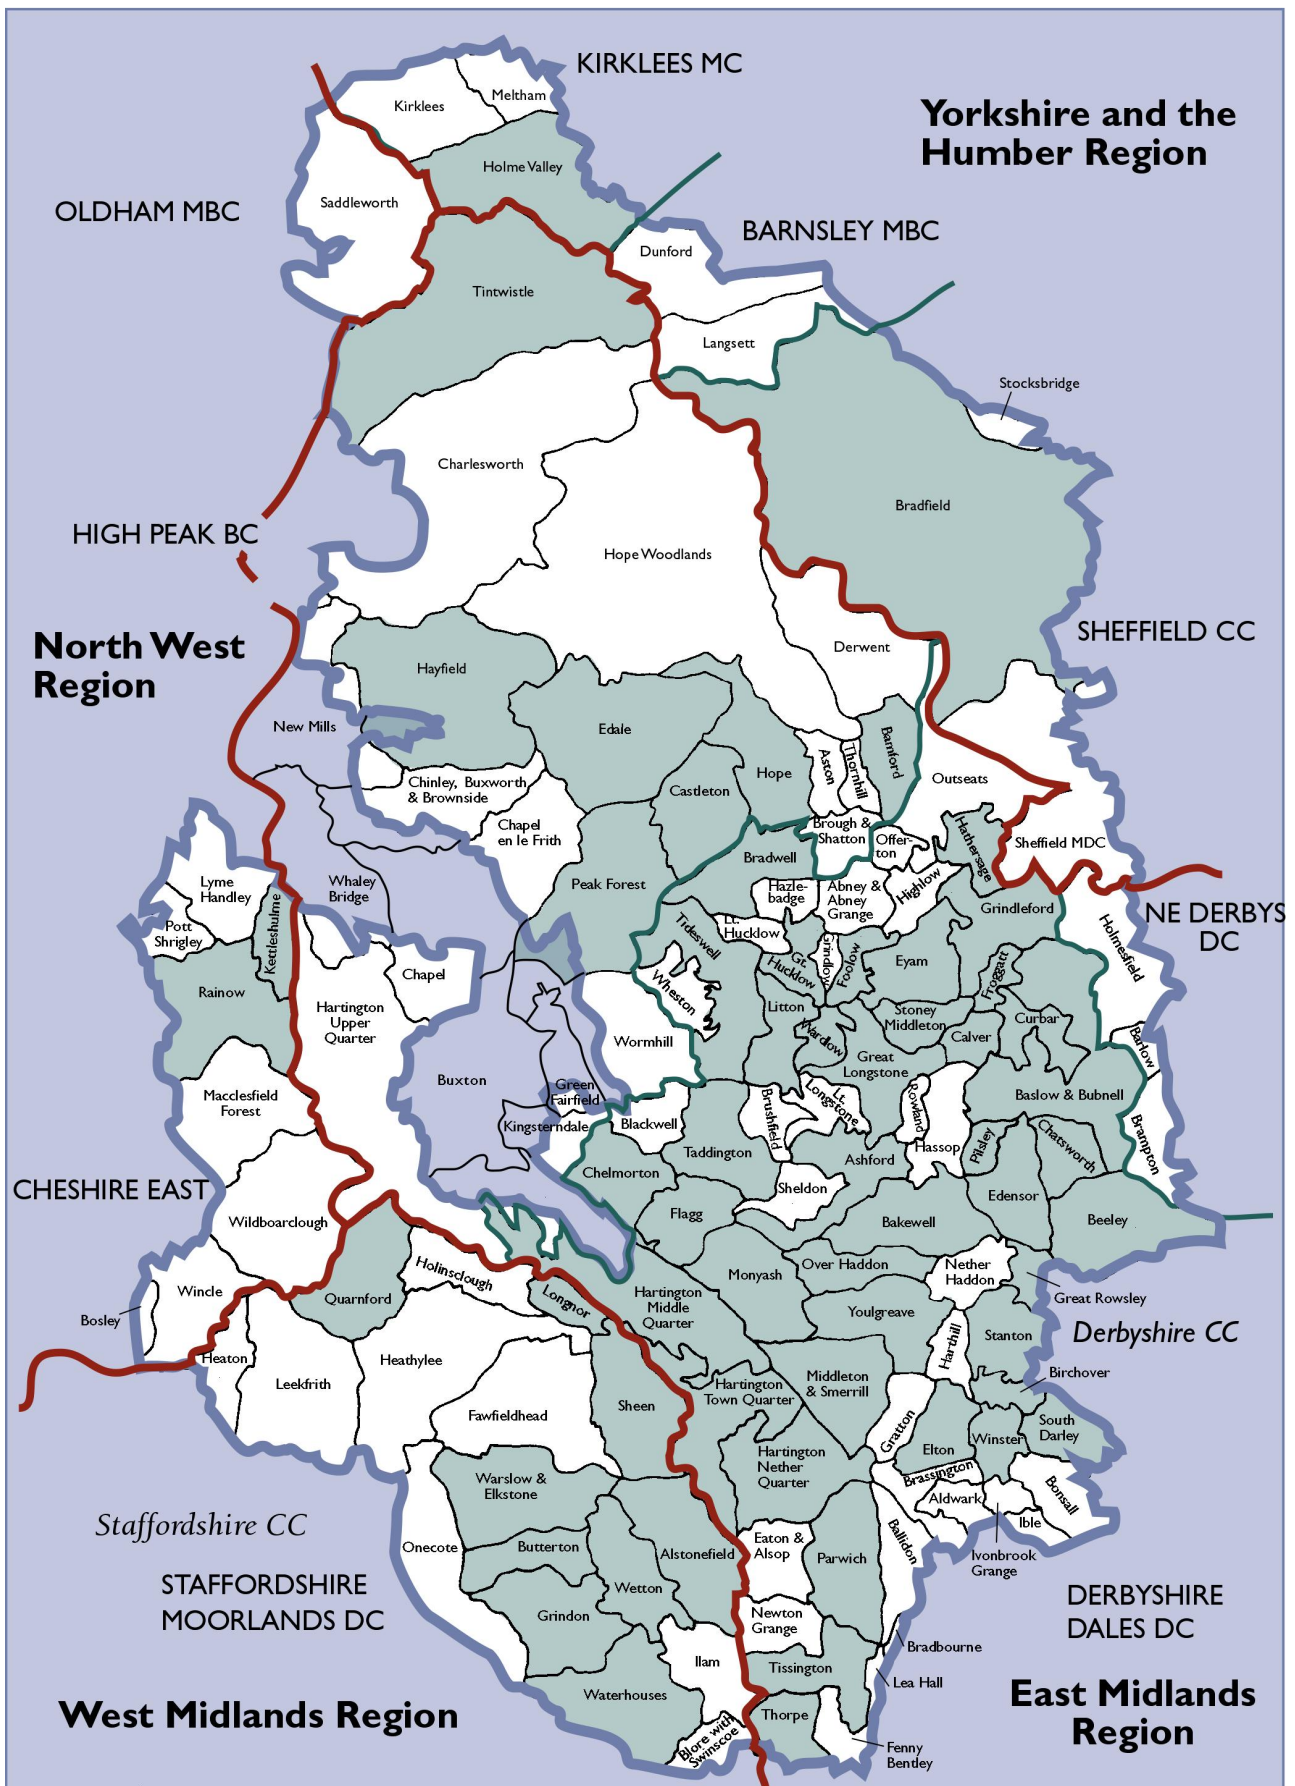 KIRKLEES MC
Yorkshire and the
Humber Region
Meltham
Kirklees
Holme Valley
Saddleworth
OLDHAM MBC
BARNSLEY MBC
Dunford
Tintwistle
Langsett
Stocksbridge
Charlesworth
Bradfield
HIGH PEAK BC
Hope Woodlands
SHEFFIELD CC
North West
Region
Derwent
Hayfield
New Mills
Edale
Bamford
Aston
Thornhill
Hope
Outseats
Chinley, Buxworth
& Brownside
Castleton
Chapel
en le Frith
Brough &
Shatton
Offer-
ton
Hathersage
Sheffield MDC
Bradwell
Peak Forest
Lyme
Handley
Whaley
Bridge
Hazle-
badge
Abney &
Abney
Grange
Highlow
Grindleford
NE DERBYS
DC
Pott
Shrigley
Kettleshulme
Tideswell
Lt.
Hucklow
Gt.
Hucklow
Grindlow
Foolow
Eyam
Froggatt
Holmesfield
Chapel
Rainow
Wheston
Litton
Hartington
Upper
Quarter
Stoney
Middleton
Curbar
Calver
Wormhill
Wardlow
Barlow
Great
Longstone
Buxton
Green
Fairfield
Macclesfield
Forest
Lt.
Longstone
Rowland
Baslow & Bubnell
Brushfield
Kingsterndale
Blackwell
Hassop
Pilsley
Chatsworth
Brampton
Taddington
Ashford
Chelmorton
CHESHIRE EAST
Sheldon
Edensor
Wildboarclough
Flagg
Bakewell
Beeley
Over Haddon
Nether
Haddon
Monyash
Holinsclough
Wincle
Quarnford
Longnor
Hartington
Middle
Quarter
Great Rowsley
Youlgreave
Bosley
Harthill
Stanton
Derbyshire CC
Heaton
Heathylee
Leekfrith
Birchover
Middleton
& Smerrill
Hartington
Town Quarter
Sheen
Fawfieldhead
Gratton
South
Darley
Elton
Winster
Hartington
Nether
Quarter
Warslow &
Elkstone
Brassington
Bonsall
Aldwark
Ible
Staffordshire CC
Onecote
Butterton
Alstonefield
Eaton &
Alsop
Parwich
Ballidon
Ivonbrook
Grange
STAFFORDSHIRE
MOORLANDS DC
Wetton
DERBYSHIRE
DALES DC
Grindon
Newton
Grange
Bradbourne
Ilam
Tissington
Lea Hall
Waterhouses
West Midlands Region
East Midlands
Region
Thorpe
Blore with
Swinscoe
Fenny
Bentley